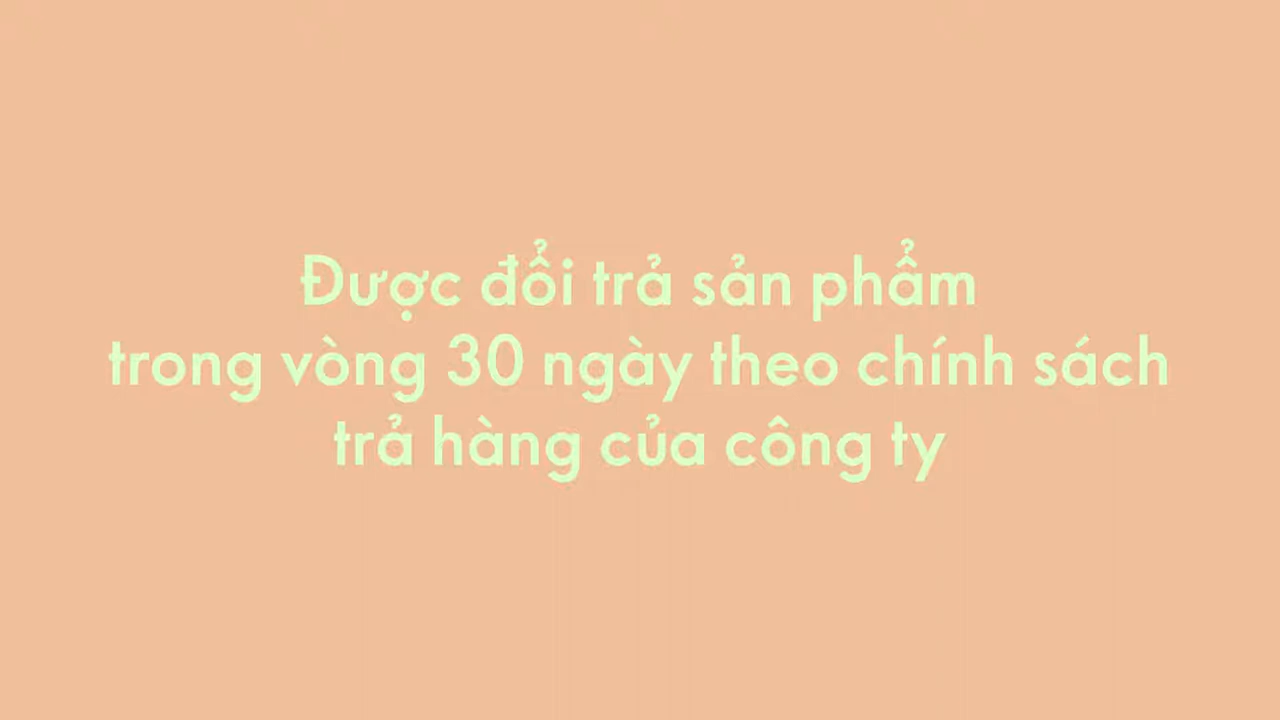 Được đổi trả sản phẩm
trong vòng 30 ngày theo chính sách
trả hàng của công ty